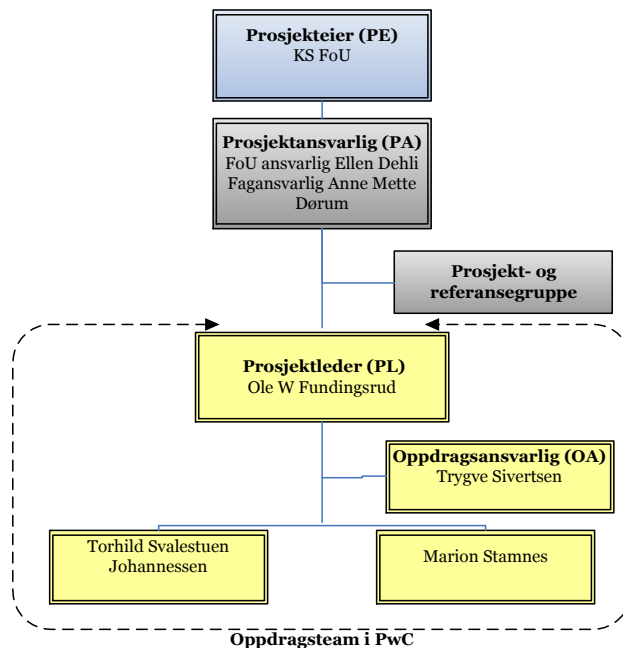 Prosjekteier (PE)
KS FoU
Prosjektansvarlig (PA)
FoU ansvarlig Ellen Dehli
Fagansvarlig Anne Mette
Dørum
Prosjekt- og
referansegruppe
Prosjektleder (PL)
Ole W Fundingsrud
Oppdragsansvarlig (OA)
Trygve Sivertsen
Torhild Svalestuen
Johannessen
Marion Stamnes
Oppdragsteam i PwC